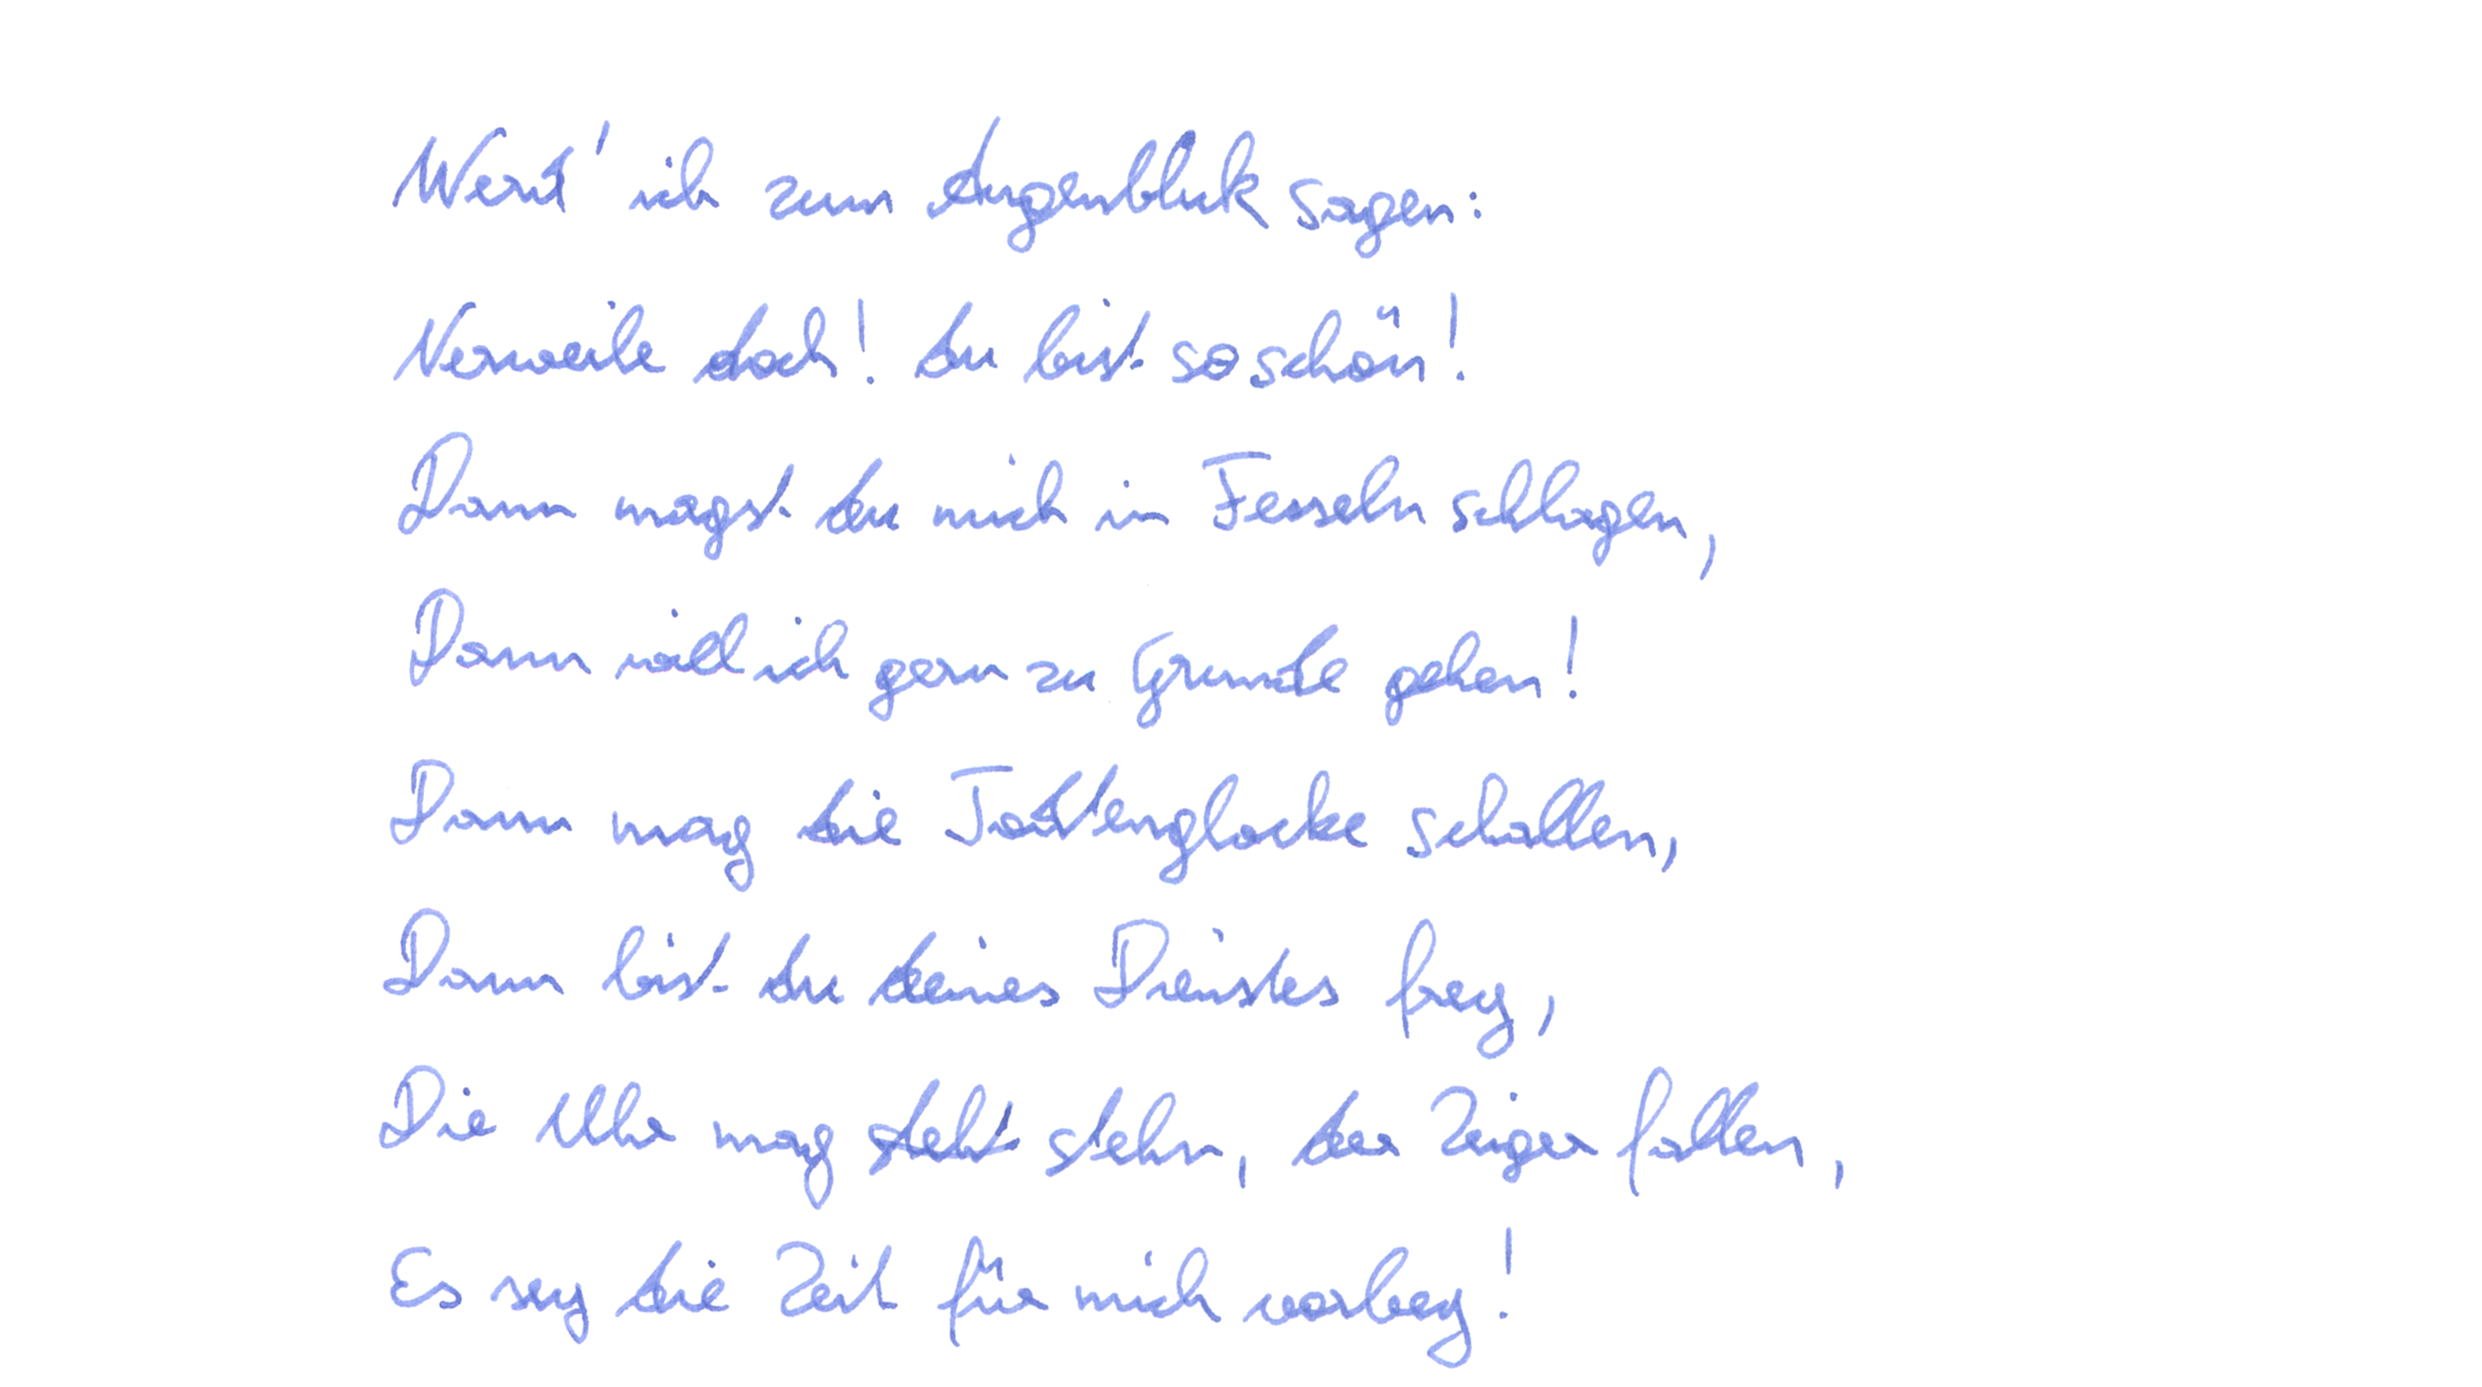 Werd' ich zum Augenblick sagen:
Verweile doch! du bist so schön!
Dann magst du mich in Fesseln schlagen,
Dann will ich gern zu Grunde gehen!
Dann mag die Todtenglocke schallen,
Dann bist du deines Dienstes frey,
Die Uhr mag steht stehn, der Zeiger fallen,
Es sey die Zeit für mich vorbey!